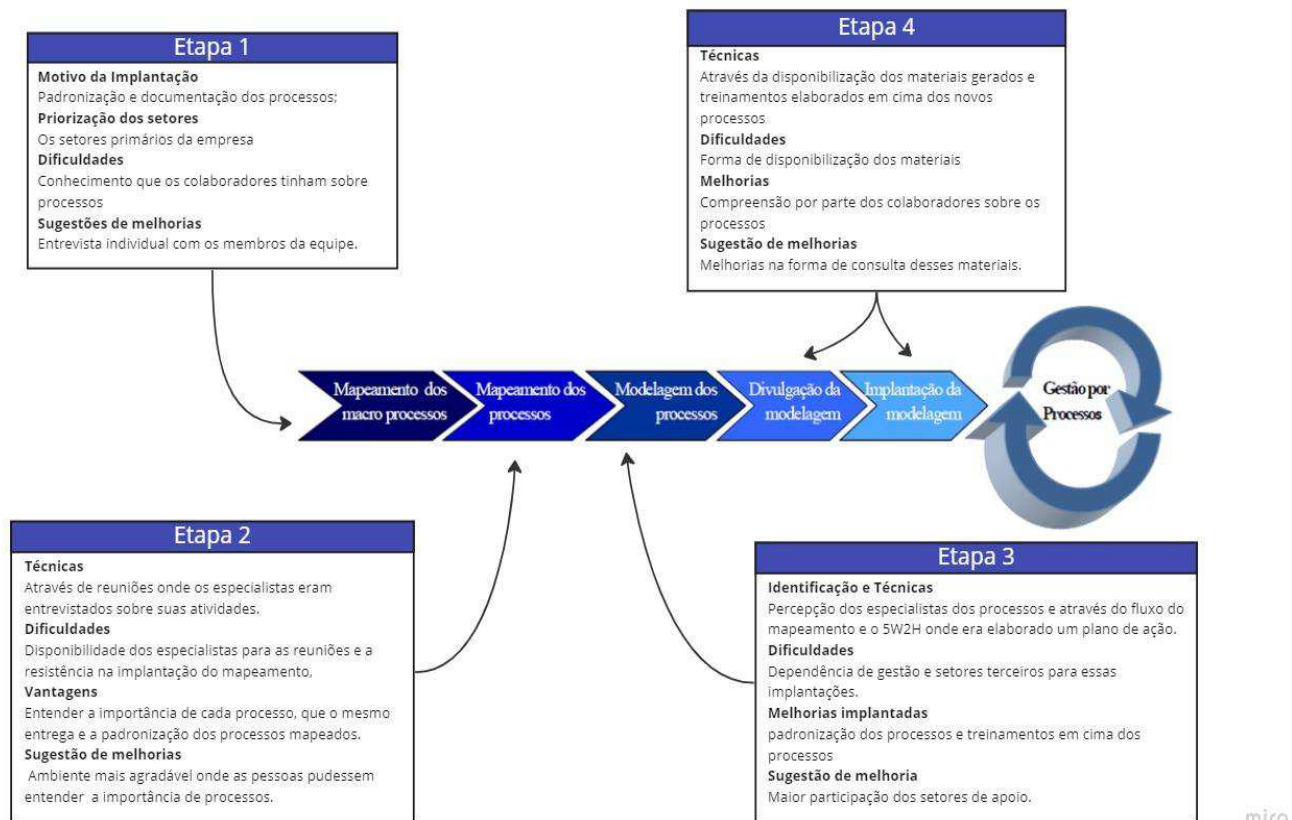 Etapa 1
Motivo da Implantação
Padronização e documentação dos processos;
Priorização dos setores
Os setores primários da empresa
Dificuldades
Conhecimento que os colaboradores tinham sobre
processos
Sugestões de melhorias
Entrevista individual com os membros da equipe.
Etapa 4
Técnicas
Através da disponibilização dos materiais gerados e
treinamentos elaborados em cima dos novos
processos
Dificuldades
Forma de disponibilização dos materiais
Melhorias
Compreensão por parte dos colaboradores sobre os
processos
Sugestão de melhorias
Melhorias na forma de consulta desses materiais.
Mapeamento dos
macro processos
Mapeamento dos
processos
Modelagem dos
processos
Divulgação da
modelagem
Implantação da
modelagem
Gestão por
Processos
Etapa 2
Técnicas
Através de reuniões onde os especialistas eram
entrevistados sobre suas atividades.
Dificuldades
Disponibilidade dos especialistas para as reuniões e a
resistência na implantação do mapeamento,
Vantagens
Entender a importância de cada processo, que o mesmo
entrega e a padronização dos processos mapeados.
Sugestão de melhorias
Ambiente mais agradável onde as pessoas pudessem
entender a importância de processos.
Etapa 3
Identificação e Técnicas
Percepção dos especialistas dos processos e através do fluxo do
mapeamento e o 5W2H onde era elaborado um plano de ação.
Dificuldades
Dependência de gestão e setores terceiros para essas
implantações.
Melhorias implantadas
padronização dos processos e treinamentos em cima dos
processos
Sugestão de melhoria
Maior participação dos setores de apoio.
miro